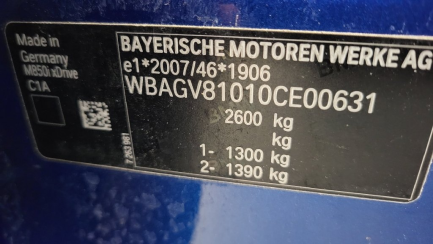 Made in
Germany
M850i xDrive
C1A
BAYERISCHE MOTOREN WERKE AG
e1*2007/46*1906
WBAGV81010CE00631
2600 kg
kg
1- 1300 kg
2- 1390 kg